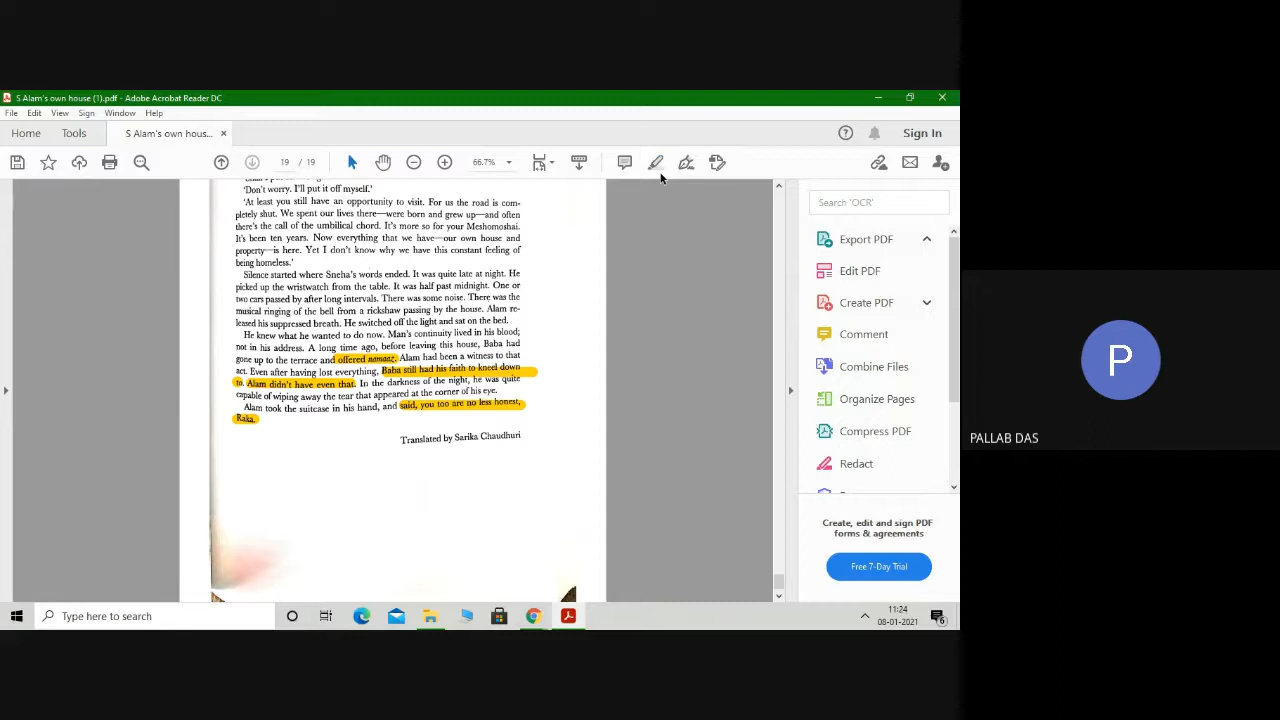 S Alam's own house (1).pdf - Adobe Acrobat Reader DC
File Edit View Sign Window Help
Home Tools S Alam's own hous... × Sign In
19 / 19 66.7%
'Don't worry. I'll put it off myself.'
'At least you still have an opportunity to visit. For us the road is com-
pletely shut. We spent our lives there—were born and grew up—and often
there's the call of the umbilical chord. It's more so for your Meshomoshai.
It's been ten years. Now everything that we have—our own house and
property—is here. Yet I don't know why we have this constant feeling of
being homeless.'
Silence started where Sneha's words ended. It was quite late at night. He
picked up the wristwatch from the table. It was half past midnight. One or
two cars passed by after long intervals. There was some noise. There was the
musical ringing of the bell from a rickshaw passing by the house. Alam re-
leased his suppressed breath. He switched off the light and sat on the bed.
He knew what he wanted to do now. Man's continuity lived in his blood;
not in his address. A long time ago, before leaving this house, Baba had
gone up to the terrace and offered namaaz. Alam had been a witness to that
act. Even after having lost everything, Baba still had his faith to kneel down
to. Alam didn't have even that. In the darkness of the night, he was quite
capable of wiping away the tear that appeared at the corner of his eye.
Alam took the suitcase in his hand, and said, you too are no less honest,
Raka.
Translated by Sarika Chaudhuri
Search 'OCR'
Export PDF
Edit PDF
Create PDF
Comment
Combine Files
Organize Pages
Compress PDF
Redact
Create, edit and sign PDF
forms & agreements
Free 7-Day Trial
P
PALLAB DAS
Type here to search
11:24
08-01-2021
6